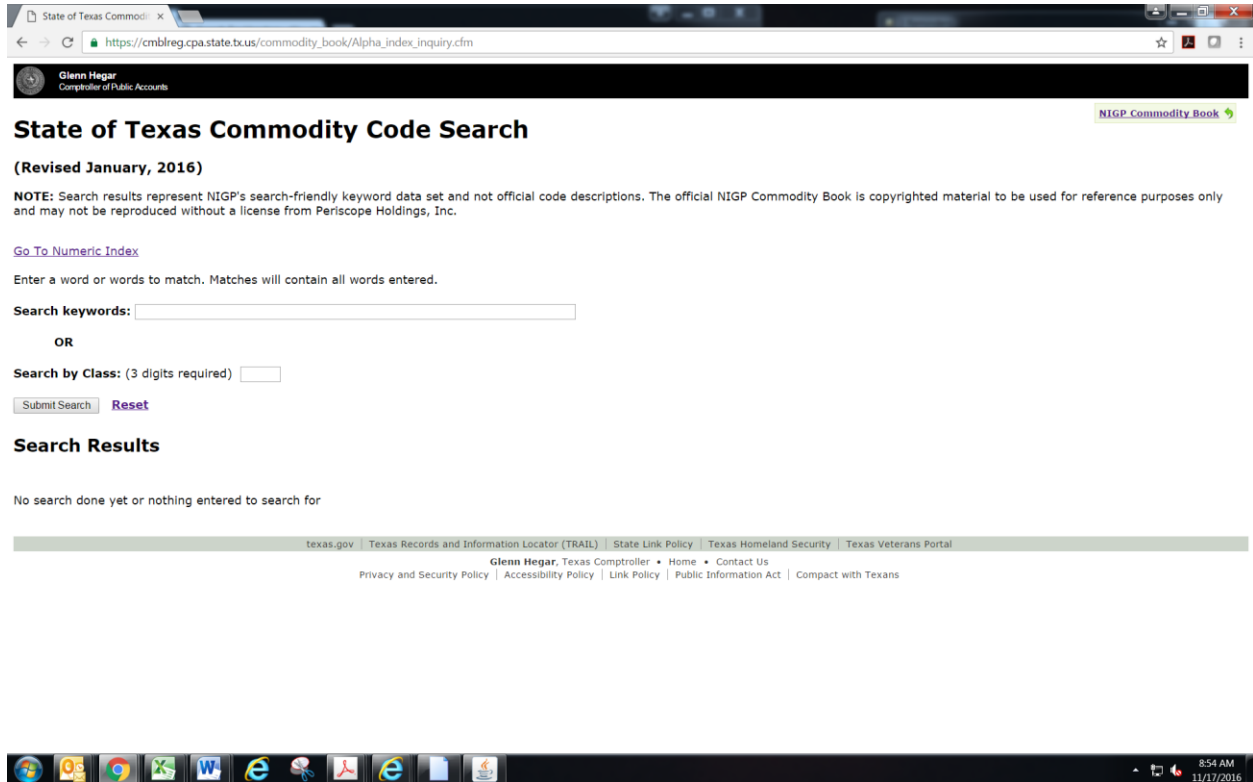 State of Texas Commodi
https://cmblreg.cpa.state.tx.us/commodity_book/Alpha_index_inquiry.cfm
Glenn Hegar
Comptroller of Public Accounts
NIGP Commodity Book
State of Texas Commodity Code Search
(Revised January, 2016)
NOTE: Search results represent NIGP's search-friendly keyword data set and not official code descriptions. The official NIGP Commodity Book is copyrighted material to be used for reference purposes only
and may not be reproduced without a license from Periscope Holdings, Inc.
Go To Numeric Index
Enter a word or words to match. Matches will contain all words entered.
Search keywords:
OR
Search by Class: (3 digits required)
Submit Search Reset
Search Results
No search done yet or nothing entered to search for
texas.gov | Texas Records and Information Locator (TRAIL) | State Link Policy | Texas Homeland Security | Texas Veterans Portal
Glenn Hegar, Texas Comptroller • Home • Contact Us
Privacy and Security Policy | Accessibility Policy | Link Policy | Public Information Act | Compact with Texans
8:54 AM
11/17/2016